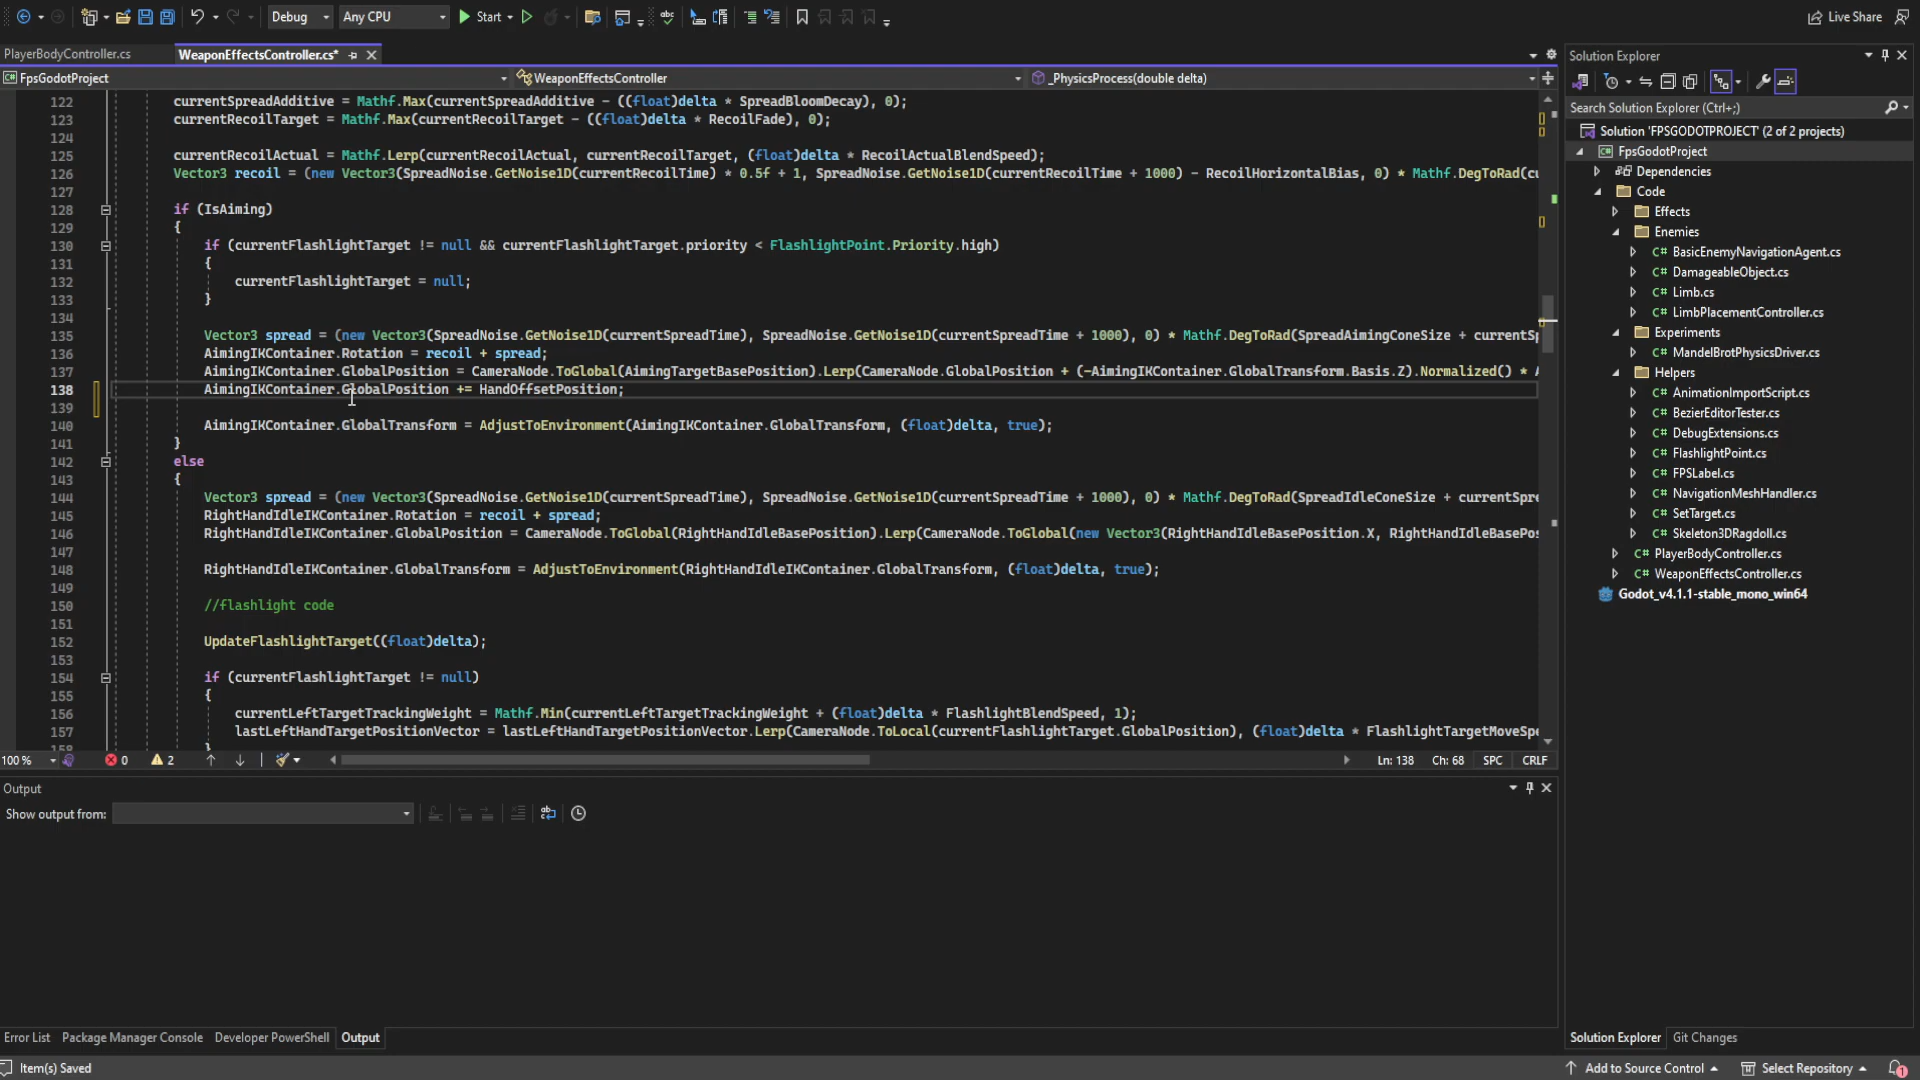 Debug Any CPU Start Live Share
PlayerBodyController.cs WeaponEffectsController.cs*
FpsGodotProject WeaponEffectsController _PhysicsProcess(double delta)
122 currentSpreadAdditive = Mathf.Max(currentSpreadAdditive - ((float)delta * SpreadBloomDecay), 0);
123 currentRecoilTarget = Mathf.Max(currentRecoilTarget - ((float)delta * RecoilFade), 0);
124
125 currentRecoilActual = Mathf.Lerp(currentRecoilActual, currentRecoilTarget, (float)delta * RecoilActualBlendSpeed);
126 Vector3 recoil = (new Vector3(SpreadNoise.GetNoise1D(currentRecoilTime) * 0.5f + 1, SpreadNoise.GetNoise1D(currentRecoilTime + 1000) - RecoilHorizontalBias, 0) * Mathf.DegToRad(cu
127
128 if (IsAiming)
129 {
130 if (currentFlashlightTarget != null && currentFlashlightTarget.priority < FlashlightPoint.Priority.high)
131 {
132 currentFlashlightTarget = null;
133 }
134
135 Vector3 spread = (new Vector3(SpreadNoise.GetNoise1D(currentSpreadTime), SpreadNoise.GetNoise1D(currentSpreadTime + 1000), 0) * Mathf.DegToRad(SpreadAimingConeSize + currentSp
136 AimingIKContainer.Rotation = recoil + spread;
137 AimingIKContainer.GlobalPosition = CameraNode.ToGlobal(AimingTargetBasePosition).Lerp(CameraNode.GlobalPosition + (-AimingIKContainer.GlobalTransform.Basis.Z).Normalized() * A
138 AimingIKContainer.GlobalPosition += HandOffsetPosition;
139
140 AimingIKContainer.GlobalTransform = AdjustToEnvironment(AimingIKContainer.GlobalTransform, (float)delta, true);
141 }
142 else
143 {
144 Vector3 spread = (new Vector3(SpreadNoise.GetNoise1D(currentSpreadTime), SpreadNoise.GetNoise1D(currentSpreadTime + 1000), 0) * Mathf.DegToRad(SpreadIdleConeSize + currentSpre
145 RightHandIdleIKContainer.Rotation = recoil + spread;
146 RightHandIdleIKContainer.GlobalPosition = CameraNode.ToGlobal(RightHandIdleBasePosition).Lerp(CameraNode.ToGlobal(new Vector3(RightHandIdleBasePosition.X, RightHandIdleBasePos
147
148 RightHandIdleIKContainer.GlobalTransform = AdjustToEnvironment(RightHandIdleIKContainer.GlobalTransform, (float)delta, true);
149
150 //flashlight code
151
152 UpdateFlashlightTarget((float)delta);
153
154 if (currentFlashlightTarget != null)
155 {
156 currentLeftTargetTrackingWeight = Mathf.Min(currentLeftTargetTrackingWeight + (float)delta * FlashlightBlendSpeed, 1);
157 lastLeftHandTargetPositionVector = lastLeftHandTargetPositionVector.Lerp(CameraNode.ToLocal(currentFlashlightTarget.GlobalPosition), (float)delta * FlashlightTargetMoveSpe
158 }
100 % 0 2 Ln: 138 Ch: 68 SPC CRLF
Output
Show output from:
Error List Package Manager Console Developer PowerShell Output
Item(s) Saved
Solution Explorer
Search Solution Explorer (Ctrl+;)
Solution 'FPSGODOTPROJECT' (2 of 2 projects)
FpsGodotProject
Dependencies
Code
Effects
Enemies
C# BasicEnemyNavigationAgent.cs
C# DamageableObject.cs
C# Limb.cs
C# LimbPlacementController.cs
Experiments
C# MandelBrotPhysicsDriver.cs
Helpers
C# AnimationImportScript.cs
C# BezierEditorTester.cs
C# DebugExtensions.cs
C# FlashlightPoint.cs
C# FPSLabel.cs
C# NavigationMeshHandler.cs
C# SetTarget.cs
C# Skeleton3DRagdoll.cs
C# PlayerBodyController.cs
C# WeaponEffectsController.cs
Godot_v4.1.1-stable_mono_win64
Solution Explorer Git Changes
Add to Source Control Select Repository 1